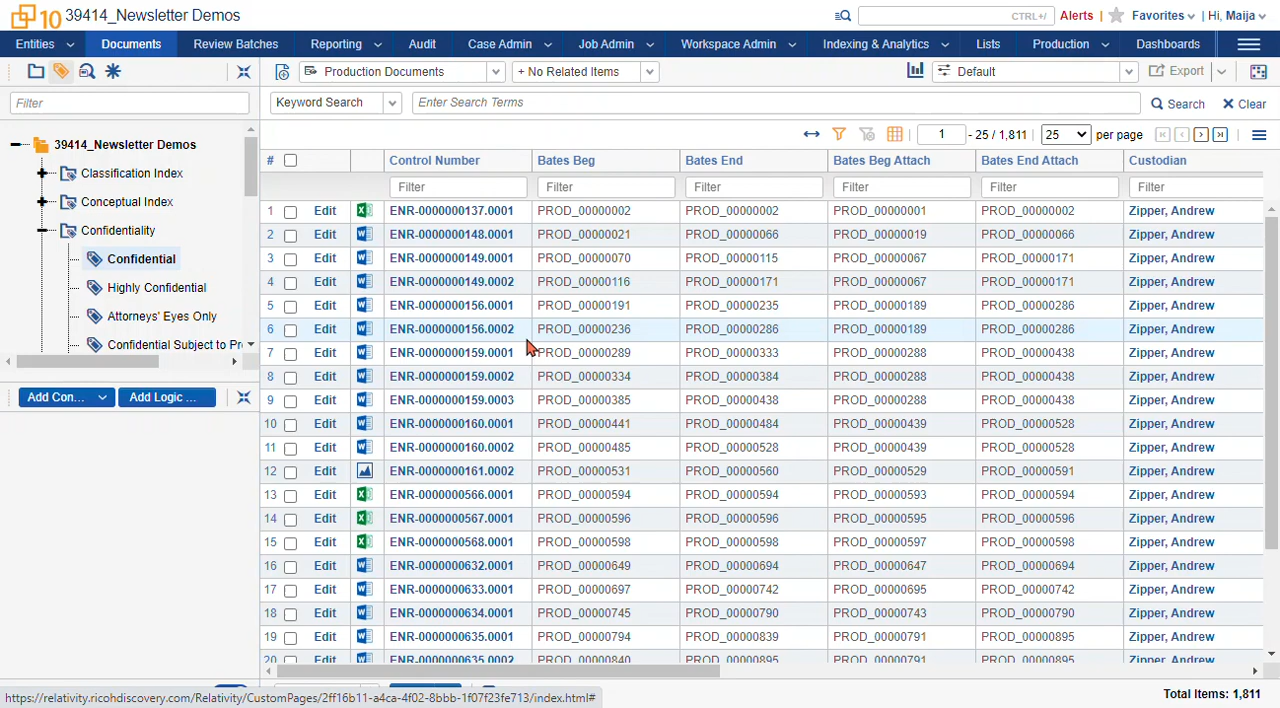 10 39414_Newsletter Demos
CTRL+/ Alerts | Favorites | Hi, Maija
Entities Documents Review Batches Reporting Audit Case Admin Job Admin Workspace Admin Indexing & Analytics Lists Production Dashboards
Production Documents + No Related Items Default Export
Filter Keyword Search Enter Search Terms Search Clear
1 - 25 / 1,811 25 per page
39414_Newsletter Demos
Classification Index
Conceptual Index
Confidentiality
Confidential
Highly Confidential
Attorneys' Eyes Only
Confidential Subject to Pr
Add Con... Add Logic ...
# Control Number Bates Beg Bates End Bates Beg Attach Bates End Attach Custodian
Filter Filter Filter Filter Filter Filter
1 Edit ENR-0000000137.0001 PROD_00000002 PROD_00000002 PROD_00000001 PROD_00000002 Zipper, Andrew
2 Edit ENR-0000000148.0001 PROD_00000021 PROD_00000066 PROD_00000019 PROD_00000066 Zipper, Andrew
3 Edit ENR-0000000149.0001 PROD_00000070 PROD_00000115 PROD_00000067 PROD_00000171 Zipper, Andrew
4 Edit ENR-0000000149.0002 PROD_00000116 PROD_00000171 PROD_00000067 PROD_00000171 Zipper, Andrew
5 Edit ENR-0000000156.0001 PROD_00000191 PROD_00000235 PROD_00000189 PROD_00000286 Zipper, Andrew
6 Edit ENR-0000000156.0002 PROD_00000236 PROD_00000286 PROD_00000189 PROD_00000286 Zipper, Andrew
7 Edit ENR-0000000159.0001 PROD_00000289 PROD_00000333 PROD_00000288 PROD_00000438 Zipper, Andrew
8 Edit ENR-0000000159.0002 PROD_00000334 PROD_00000384 PROD_00000288 PROD_00000438 Zipper, Andrew
9 Edit ENR-0000000159.0003 PROD_00000385 PROD_00000438 PROD_00000288 PROD_00000438 Zipper, Andrew
10 Edit ENR-0000000160.0001 PROD_00000441 PROD_00000484 PROD_00000439 PROD_00000528 Zipper, Andrew
11 Edit ENR-0000000160.0002 PROD_00000485 PROD_00000528 PROD_00000439 PROD_00000528 Zipper, Andrew
12 Edit ENR-0000000161.0002 PROD_00000531 PROD_00000560 PROD_00000529 PROD_00000591 Zipper, Andrew
13 Edit ENR-0000000566.0001 PROD_00000594 PROD_00000594 PROD_00000593 PROD_00000594 Zipper, Andrew
14 Edit ENR-0000000567.0001 PROD_00000596 PROD_00000596 PROD_00000595 PROD_00000596 Zipper, Andrew
15 Edit ENR-0000000568.0001 PROD_00000598 PROD_00000598 PROD_00000597 PROD_00000598 Zipper, Andrew
16 Edit ENR-0000000632.0001 PROD_00000649 PROD_00000694 PROD_00000647 PROD_00000694 Zipper, Andrew
17 Edit ENR-0000000633.0001 PROD_00000697 PROD_00000742 PROD_00000695 PROD_00000742 Zipper, Andrew
18 Edit ENR-0000000634.0001 PROD_00000745 PROD_00000790 PROD_00000743 PROD_00000790 Zipper, Andrew
19 Edit ENR-0000000635.0001 PROD_00000794 PROD_00000839 PROD_00000791 PROD_00000895 Zipper, Andrew
20 Edit ENR-0000000635.0002 PROD_00000840 PROD_00000895 PROD_00000791 PROD_00000895 Zipper, Andrew
https://relativity.ricohdiscovery.com/Relativity/CustomPages/2ff16b11-a4ca-4f02-8bbb-1f07f23fe713/index.html#
Total Items: 1,811